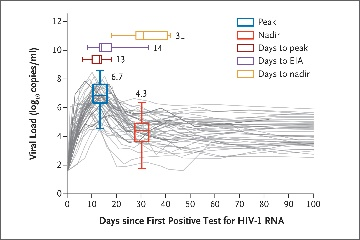 12
10
8
6
4
2
0
Viral Load (log₁₀ copies/ml)
31
14
13
6.7
4.3
Peak
Nadir
Days to peak
Days to EIA
Days to nadir
0 10 20 30 40 50 60 70 80 90 100
Days since First Positive Test for HIV-1 RNA